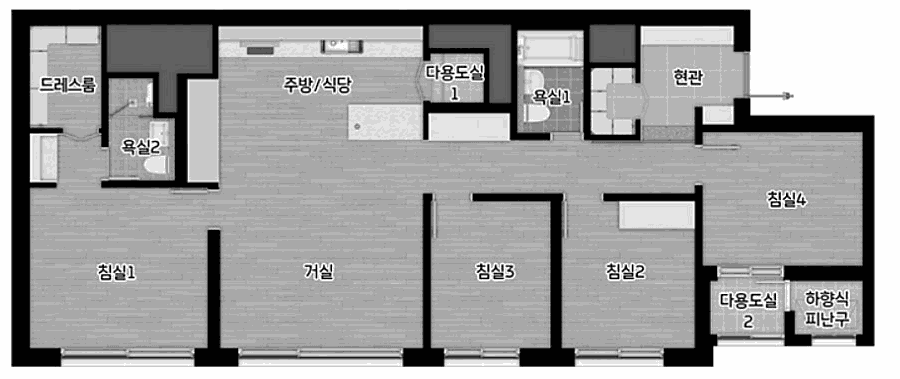 드레스룸
주방/식당
다용도실
1
욕실1
현관
욕실2
침실4
침실1
거실
침실3
침실2
다용도실
2
하향식
피난구